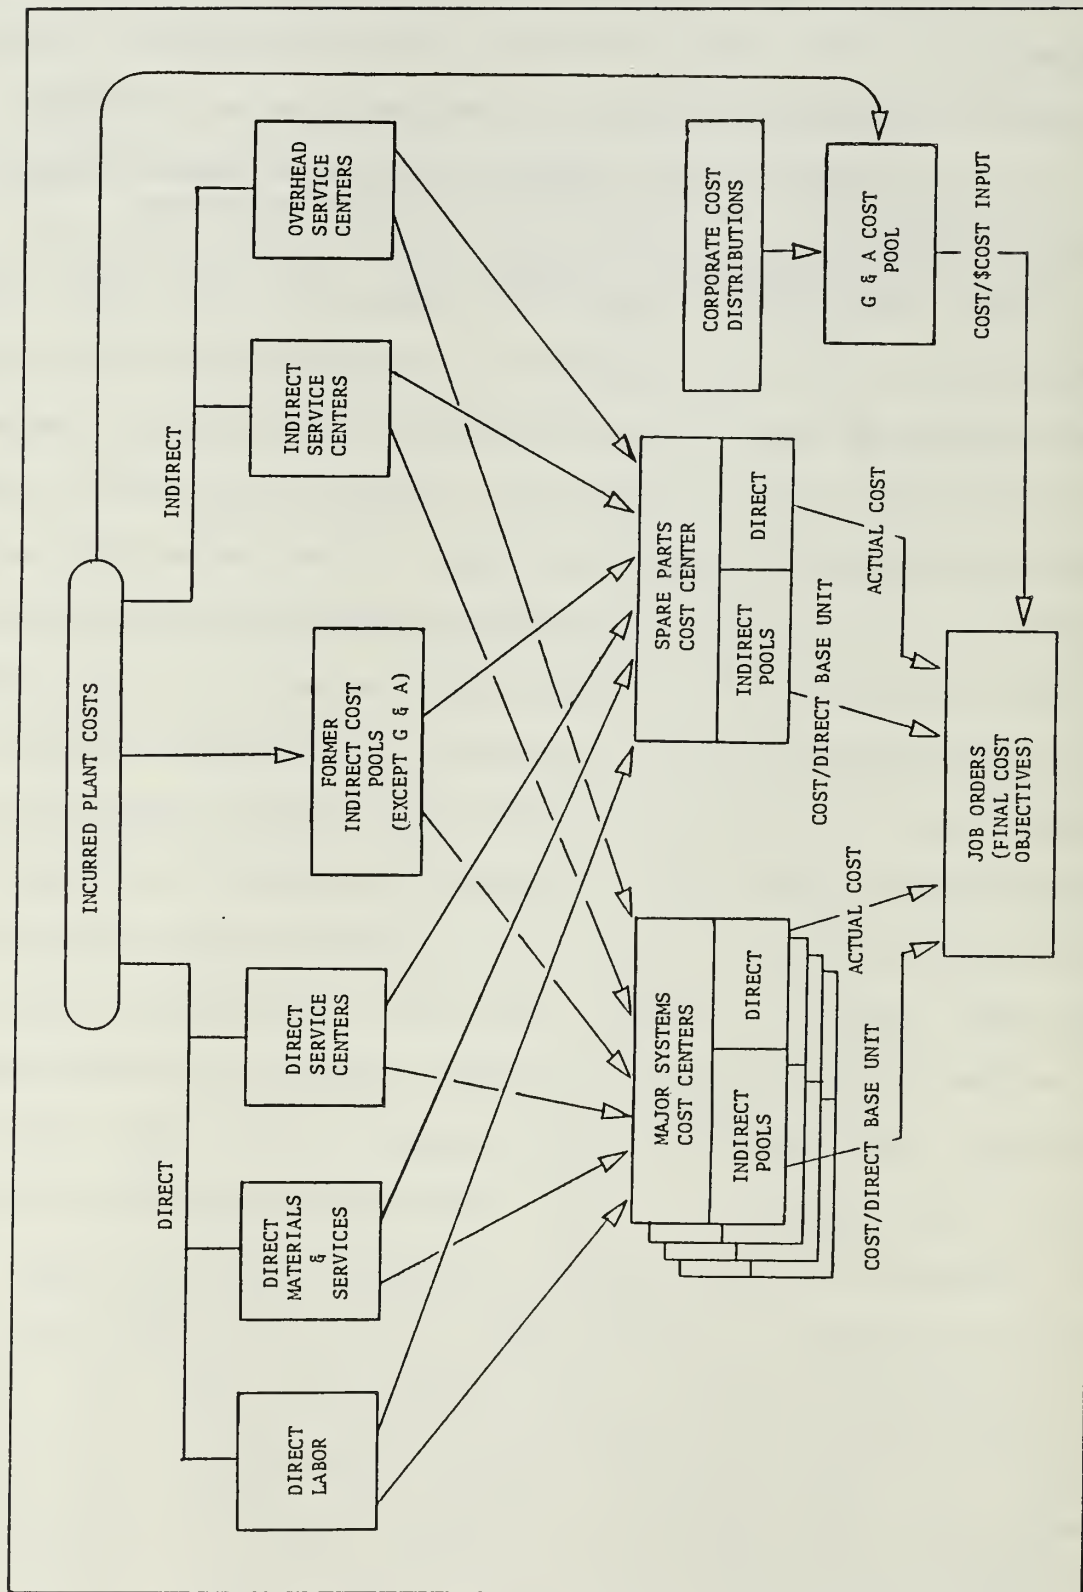 INCURRED PLANT COSTS
DIRECT
INDIRECT
DIRECT
LABOR
DIRECT
MATERIALS
&
SERVICES
DIRECT
SERVICE
CENTERS
FORMER
INDIRECT COST
POOLS
(EXCEPT G & A)
INDIRECT
SERVICE
CENTERS
OVERHEAD
SERVICE
CENTERS
MAJOR SYSTEMS
COST CENTERS
INDIRECT
POOLS
DIRECT
SPARE PARTS
COST CENTER
INDIRECT
POOLS
DIRECT
CORPORATE COST
DISTRIBUTIONS
G & A COST
POOL
COST/DIRECT BASE UNIT
ACTUAL COST
COST/DIRECT BASE UNIT
ACTUAL COST
COST/$COST INPUT
JOB ORDERS
(FINAL COST
OBJECTIVES)